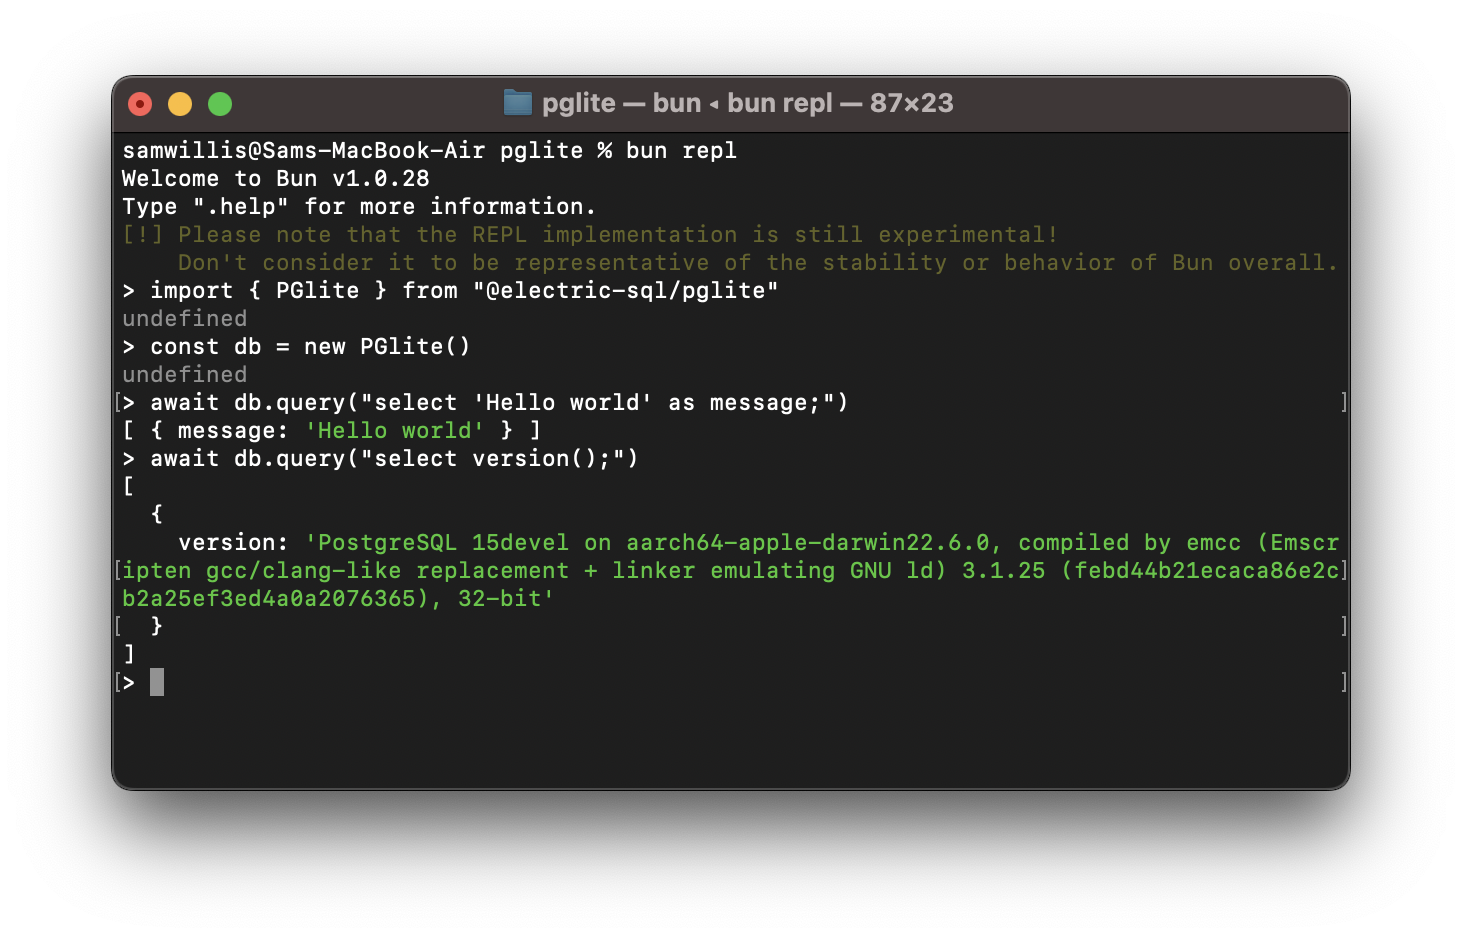 pglite — bun ◂ bun repl — 87×23
samwillis@Sams-MacBook-Air pglite % bun repl
Welcome to Bun v1.0.28
Type ".help" for more information.
[!] Please note that the REPL implementation is still experimental!
    Don't consider it to be representative of the stability or behavior of Bun overall.
> import { PGlite } from "@electric-sql/pglite"
undefined
> const db = new PGlite()
undefined
[> await db.query("select 'Hello world' as message;") ]
[ { message: 'Hello world' } ]
> await db.query("select version();")
[
  {
    version: 'PostgreSQL 15devel on aarch64-apple-darwin22.6.0, compiled by emcc (Emscr
[ipten gcc/clang-like replacement + linker emulating GNU ld) 3.1.25 (febd44b21ecaca86e2c]
b2a25ef3ed4a0a2076365), 32-bit'
[  } ]
]
[> ]